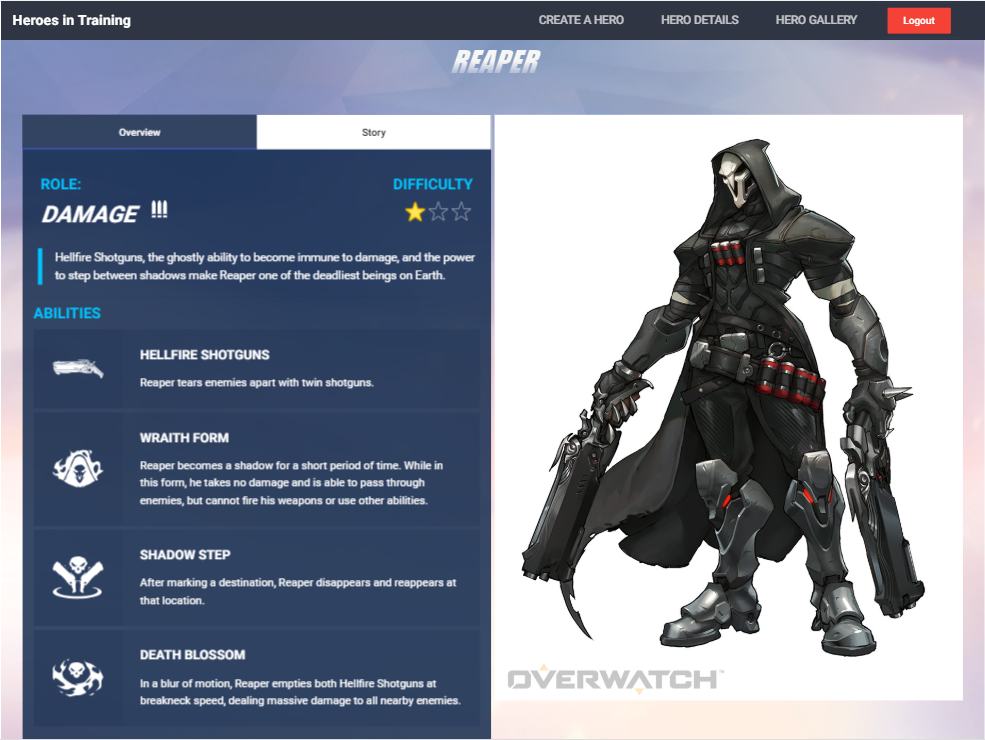 Heroes in Training
CREATE A HERO
HERO DETAILS
HERO GALLERY
Logout
REAPER
Overview
Story
ROLE:
DIFFICULTY
DAMAGE
Hellfire Shotguns, the ghostly ability to become immune to damage, and the power
to step between shadows make Reaper one of the deadliest beings on Earth.
ABILITIES
HELLFIRE SHOTGUNS
Reaper tears enemies apart with twin shotguns.
WRAITH FORM
Reaper becomes a shadow for a short period of time. While in
this form, he takes no damage and is able to pass through
enemies, but cannot fire his weapons or use other abilities.
SHADOW STEP
After marking a destination, Reaper disappears and reappears at
that location.
DEATH BLOSSOM
In a blur of motion, Reaper empties both Hellfire Shotguns at
breakneck speed, dealing massive damage to all nearby enemies.
OVERWATCH™